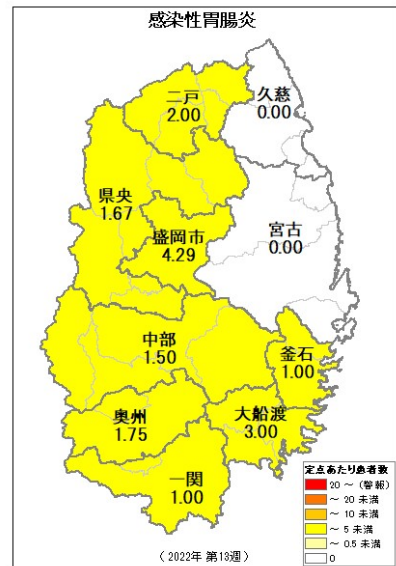 感染性胃腸炎
二戸
2.00
久慈
0.00
県央
1.67
盛岡市
4.29
宮古
0.00
中部
1.50
釜石
1.00
奥州
1.75
大船渡
3.00
一関
1.00
定点あたり患者数
20 ~ (警報)
~ 20 未満
~ 10 未満
~ 5 未満
~ 0.5 未満
0
(2022年 第13週)